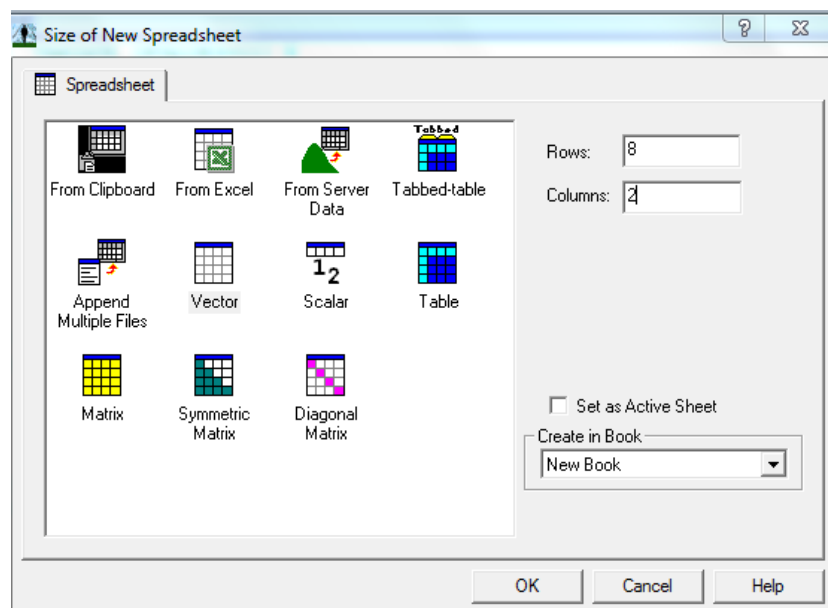 Size of New Spreadsheet
Spreadsheet
From Clipboard
From Excel
From Server
Data
Tabbed
Tabbed-table
Append
Multiple Files
Vector
1 2
Scalar
Table
Matrix
Symmetric
Matrix
Diagonal
Matrix
Rows: 8
Columns: 2
Set as Active Sheet
Create in Book
New Book
OK Cancel Help